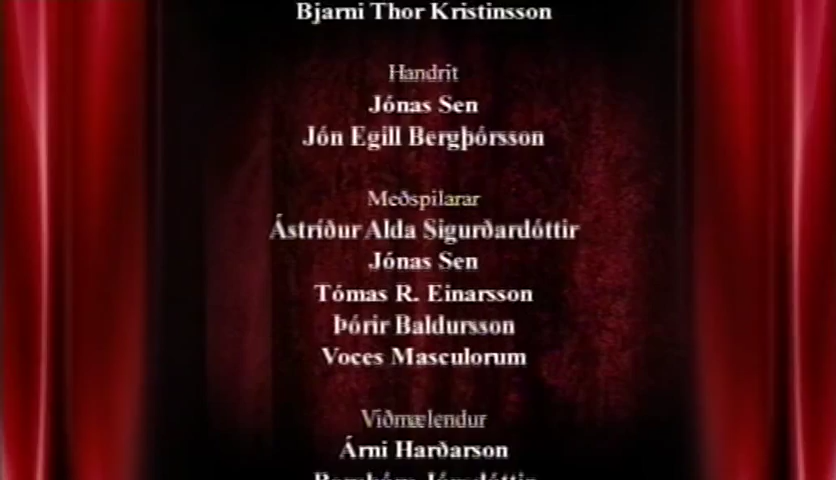 Bjarni Thor Kristinsson
Handrit
Jónas Sen
Jón Egill Bergþórsson
Meðspilarar
Ástríður Alda Sigurðardóttir
Jónas Sen
Tómas R. Einarsson
Þórir Baldursson
Voces Masculorum
Viðmælendur
Árni Harðarson